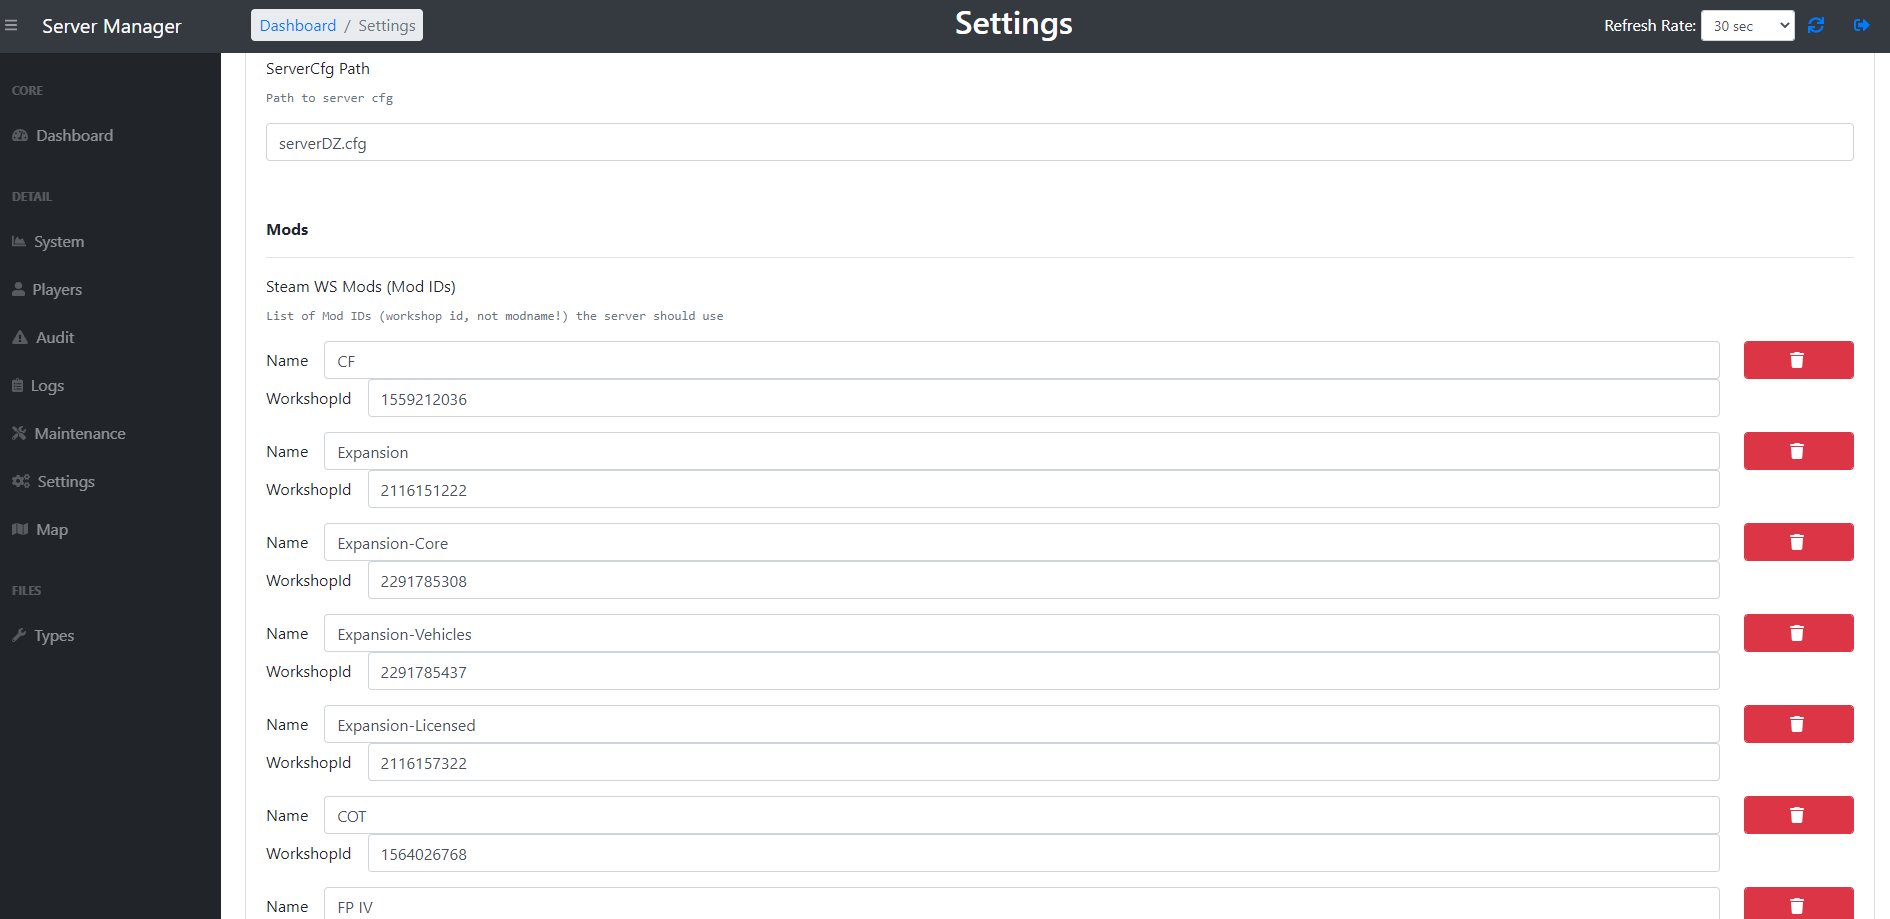 Server Manager
Dashboard / Settings
Settings
Refresh Rate: 30 sec
CORE
Dashboard
DETAIL
System
Players
Audit
Logs
Maintenance
Settings
Map
FILES
Types
ServerCfg Path
Path to server cfg
serverDZ.cfg
Mods
Steam WS Mods (Mod IDs)
List of Mod IDs (workshop id, not modname!) the server should use
Name CF
WorkshopId 1559212036
Name Expansion
WorkshopId 2116151222
Name Expansion-Core
WorkshopId 2291785308
Name Expansion-Vehicles
WorkshopId 2291785437
Name Expansion-Licensed
WorkshopId 2116157322
Name COT
WorkshopId 1564026768
Name FP IV